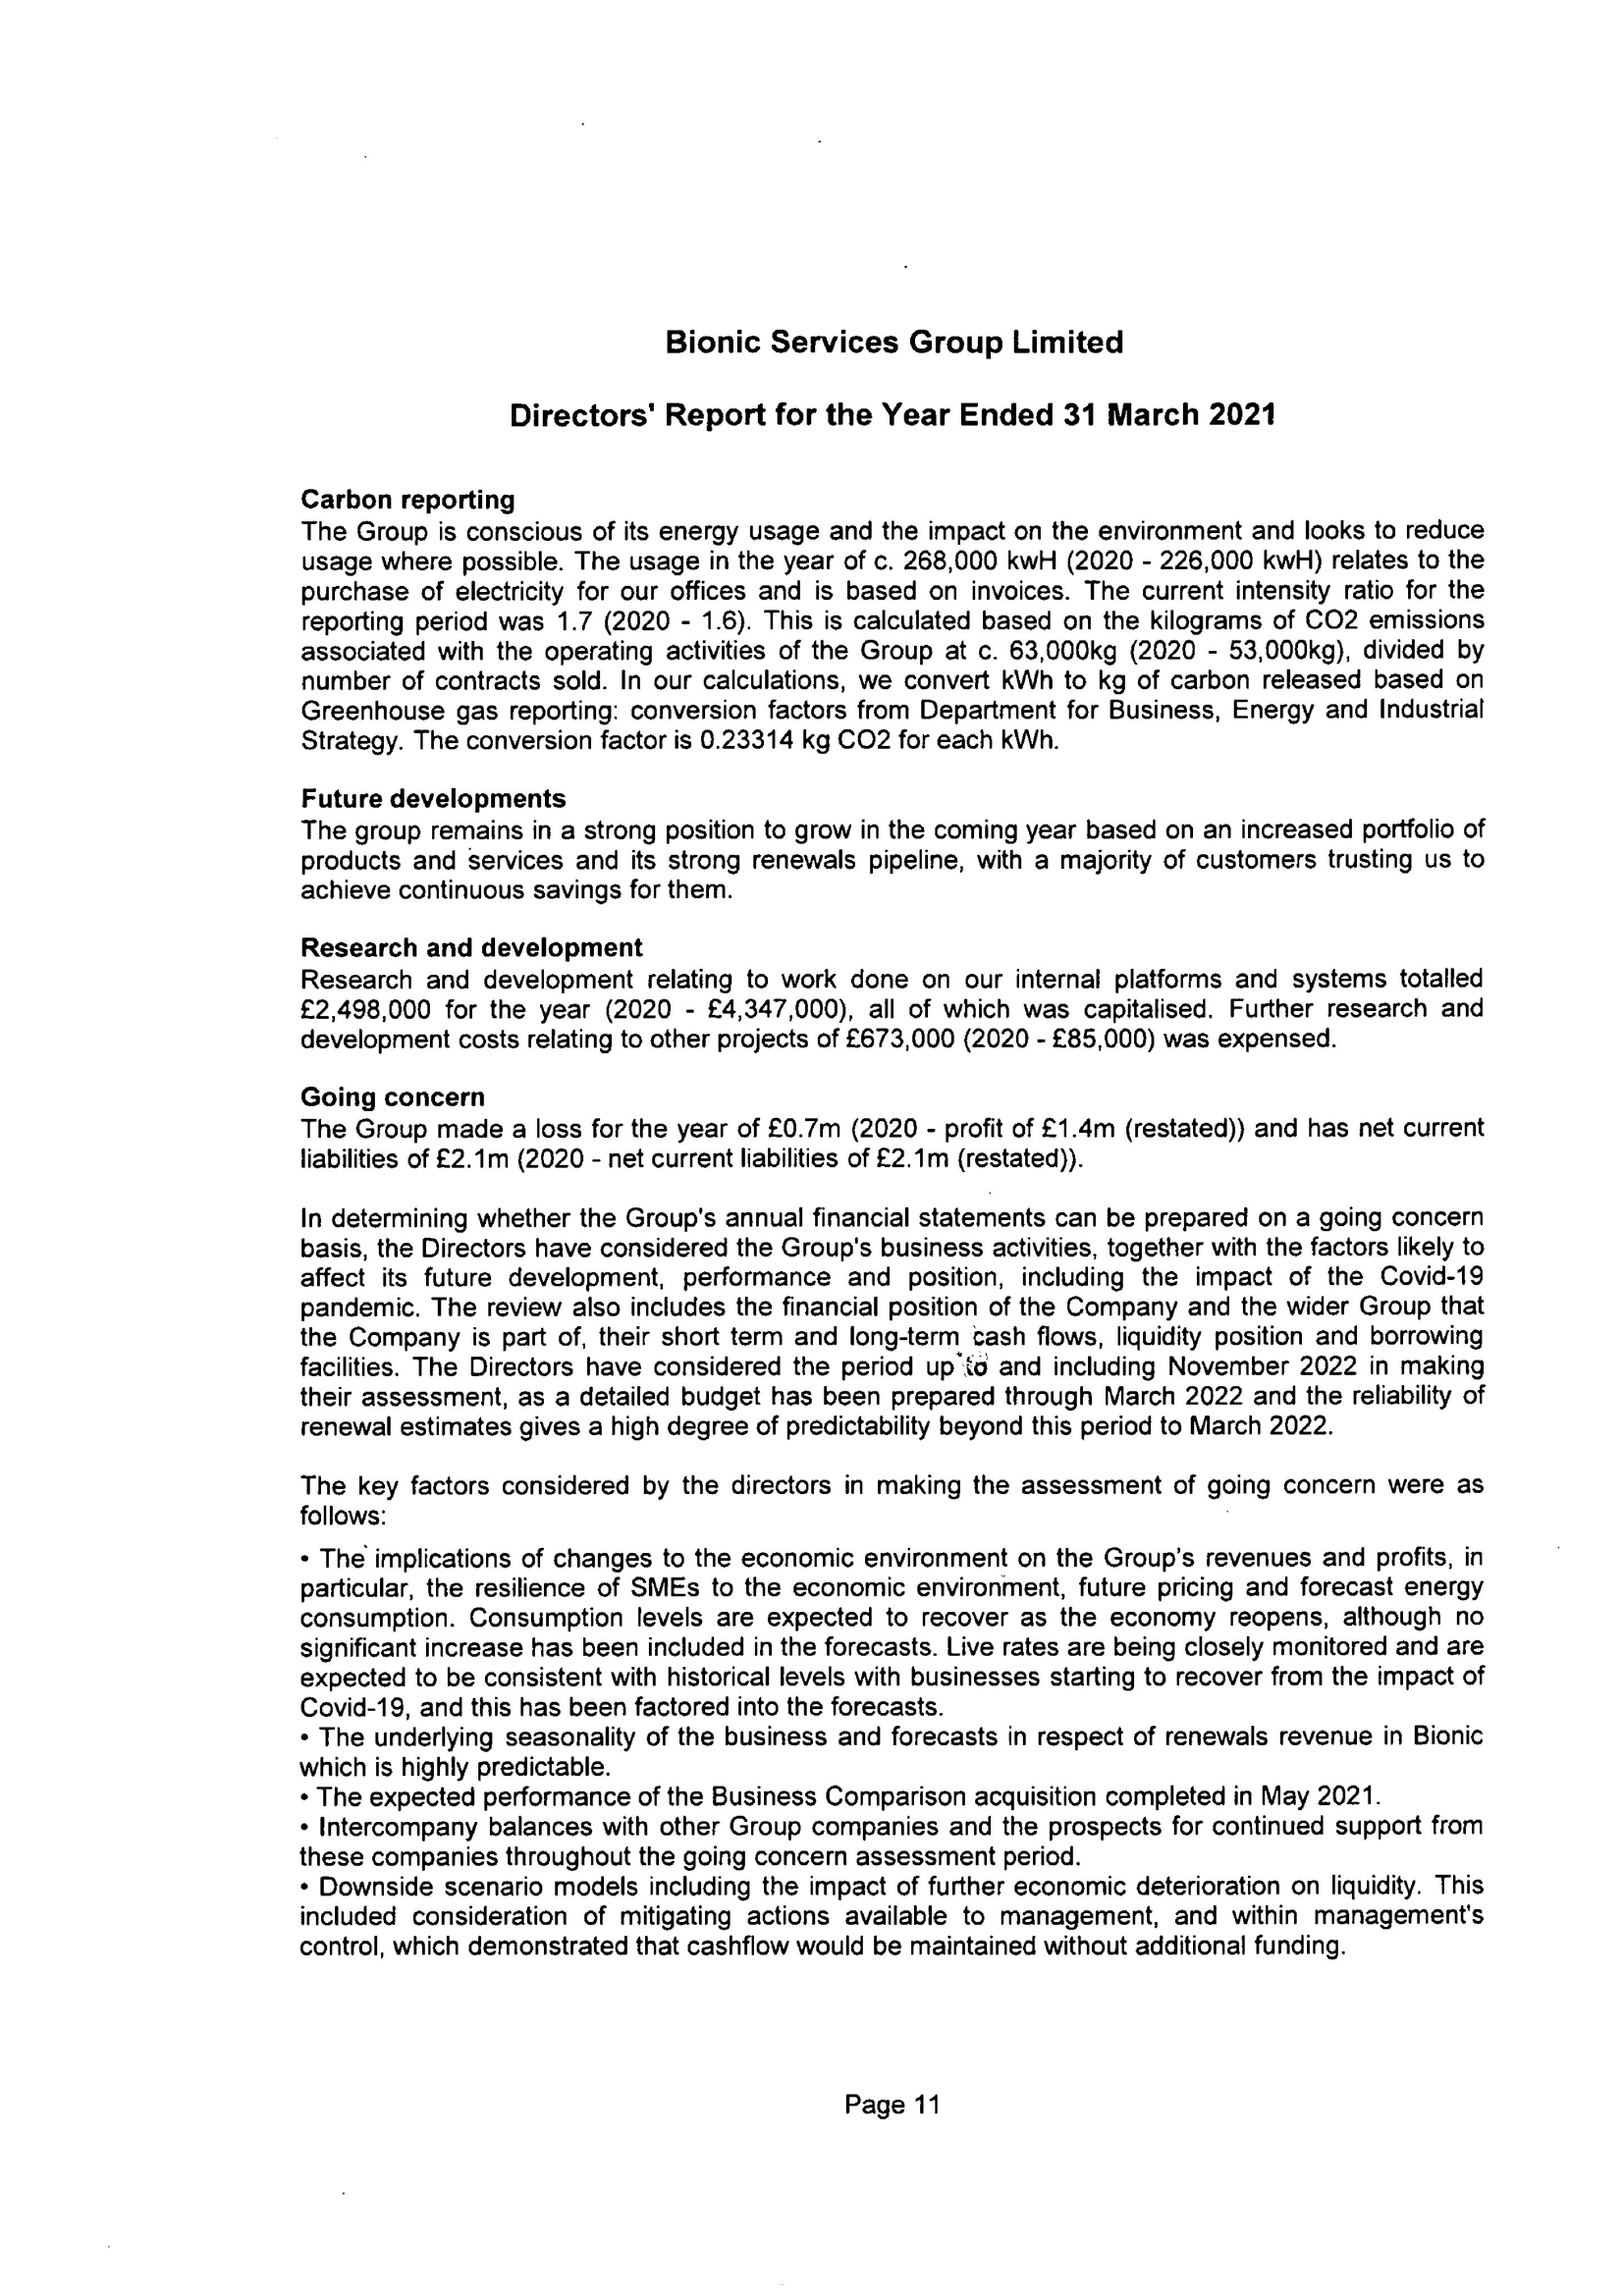 Bionic Services Group Limited
Directors' Report for the Year Ended 31 March 2021
Carbon reporting
The Group is conscious of its energy usage and the impact on the environment and looks to reduce
usage where possible. The usage in the year of c. 268,000 kwH (2020 - 226,000 kwH) relates to the
purchase of electricity for our offices and is based on invoices. The current intensity ratio for the
reporting period was 1.7 (2020 - 1.6). This is calculated based on the kilograms of CO2 emissions
associated with the operating activities of the Group at c. 63,000kg (2020 - 53,000kg), divided by
number of contracts sold. In our calculations, we convert kWh to kg of carbon released based on
Greenhouse gas reporting: conversion factors from Department for Business, Energy and Industrial
Strategy. The conversion factor is 0.23314 kg CO2 for each kWh.
Future developments
The group remains in a strong position to grow in the coming year based on an increased portfolio of
products and services and its strong renewals pipeline, with a majority of customers trusting us to
achieve continuous savings for them.
Research and development
Research and development relating to work done on our internal platforms and systems totalled
£2,498,000 for the year (2020 - £4,347,000), all of which was capitalised. Further research and
development costs relating to other projects of £673,000 (2020 - £85,000) was expensed.
Going concern
The Group made a loss for the year of £0.7m (2020 - profit of £1.4m (restated)) and has net current
liabilities of £2.1m (2020 - net current liabilities of £2.1m (restated)).
In determining whether the Group's annual financial statements can be prepared on a going concern
basis, the Directors have considered the Group's business activities, together with the factors likely to
affect its future development, performance and position, including the impact of the Covid-19
pandemic. The review also includes the financial position of the Company and the wider Group that
the Company is part of, their short term and long-term cash flows, liquidity position and borrowing
facilities. The Directors have considered the period up to and including November 2022 in making
their assessment, as a detailed budget has been prepared through March 2022 and the reliability of
renewal estimates gives a high degree of predictability beyond this period to March 2022.
The key factors considered by the directors in making the assessment of going concern were as
follows:
• The implications of changes to the economic environment on the Group's revenues and profits, in
particular, the resilience of SMEs to the economic environment, future pricing and forecast energy
consumption. Consumption levels are expected to recover as the economy reopens, although no
significant increase has been included in the forecasts. Live rates are being closely monitored and are
expected to be consistent with historical levels with businesses starting to recover from the impact of
Covid-19, and this has been factored into the forecasts.
• The underlying seasonality of the business and forecasts in respect of renewals revenue in Bionic
which is highly predictable.
• The expected performance of the Business Comparison acquisition completed in May 2021.
• Intercompany balances with other Group companies and the prospects for continued support from
these companies throughout the going concern assessment period.
• Downside scenario models including the impact of further economic deterioration on liquidity. This
included consideration of mitigating actions available to management, and within management's
control, which demonstrated that cashflow would be maintained without additional funding.
Page 11